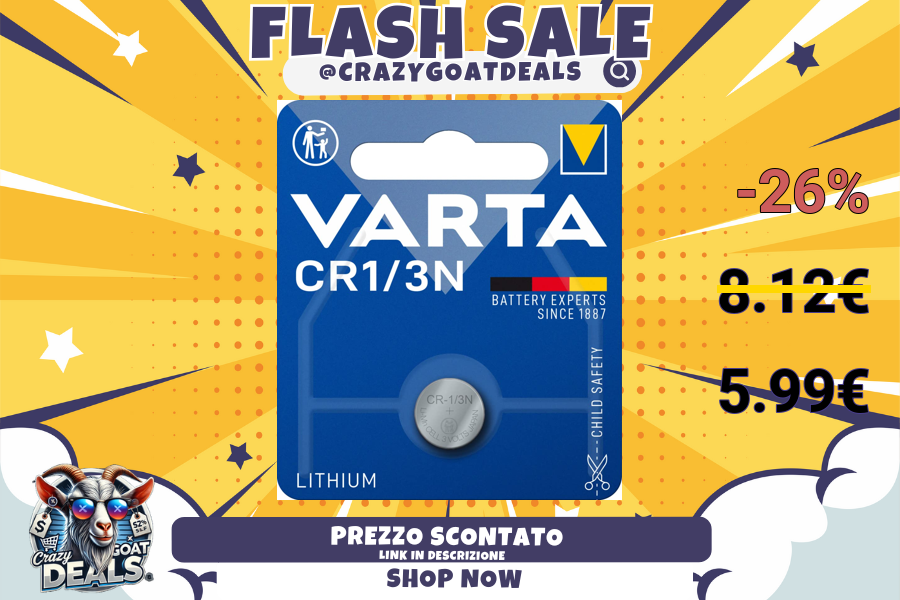 FLASH SALE
@CRAZYGOATDEALS
VARTA
CR1/3N
BATTERY EXPERTS
SINCE 1887
CR-1/3N
+
CHILD SAFETY
LITHIUM
-26%
8.12€
5.99€
$
52%
Crazy
GOAT
DEALS
PREZZO SCONTATO
LINK IN DESCRIZIONE
SHOP NOW